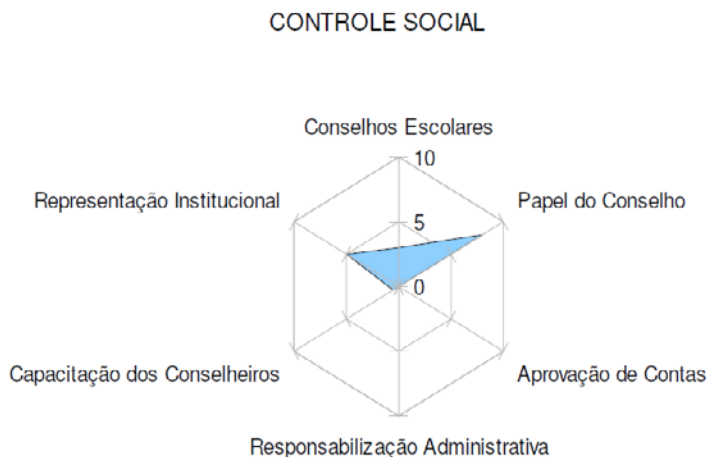 CONTROLE SOCIAL
Conselhos Escolares
10
Representação Institucional
Papel do Conselho
5
0
Capacitação dos Conselheiros
Aprovação de Contas
Responsabilização Administrativa